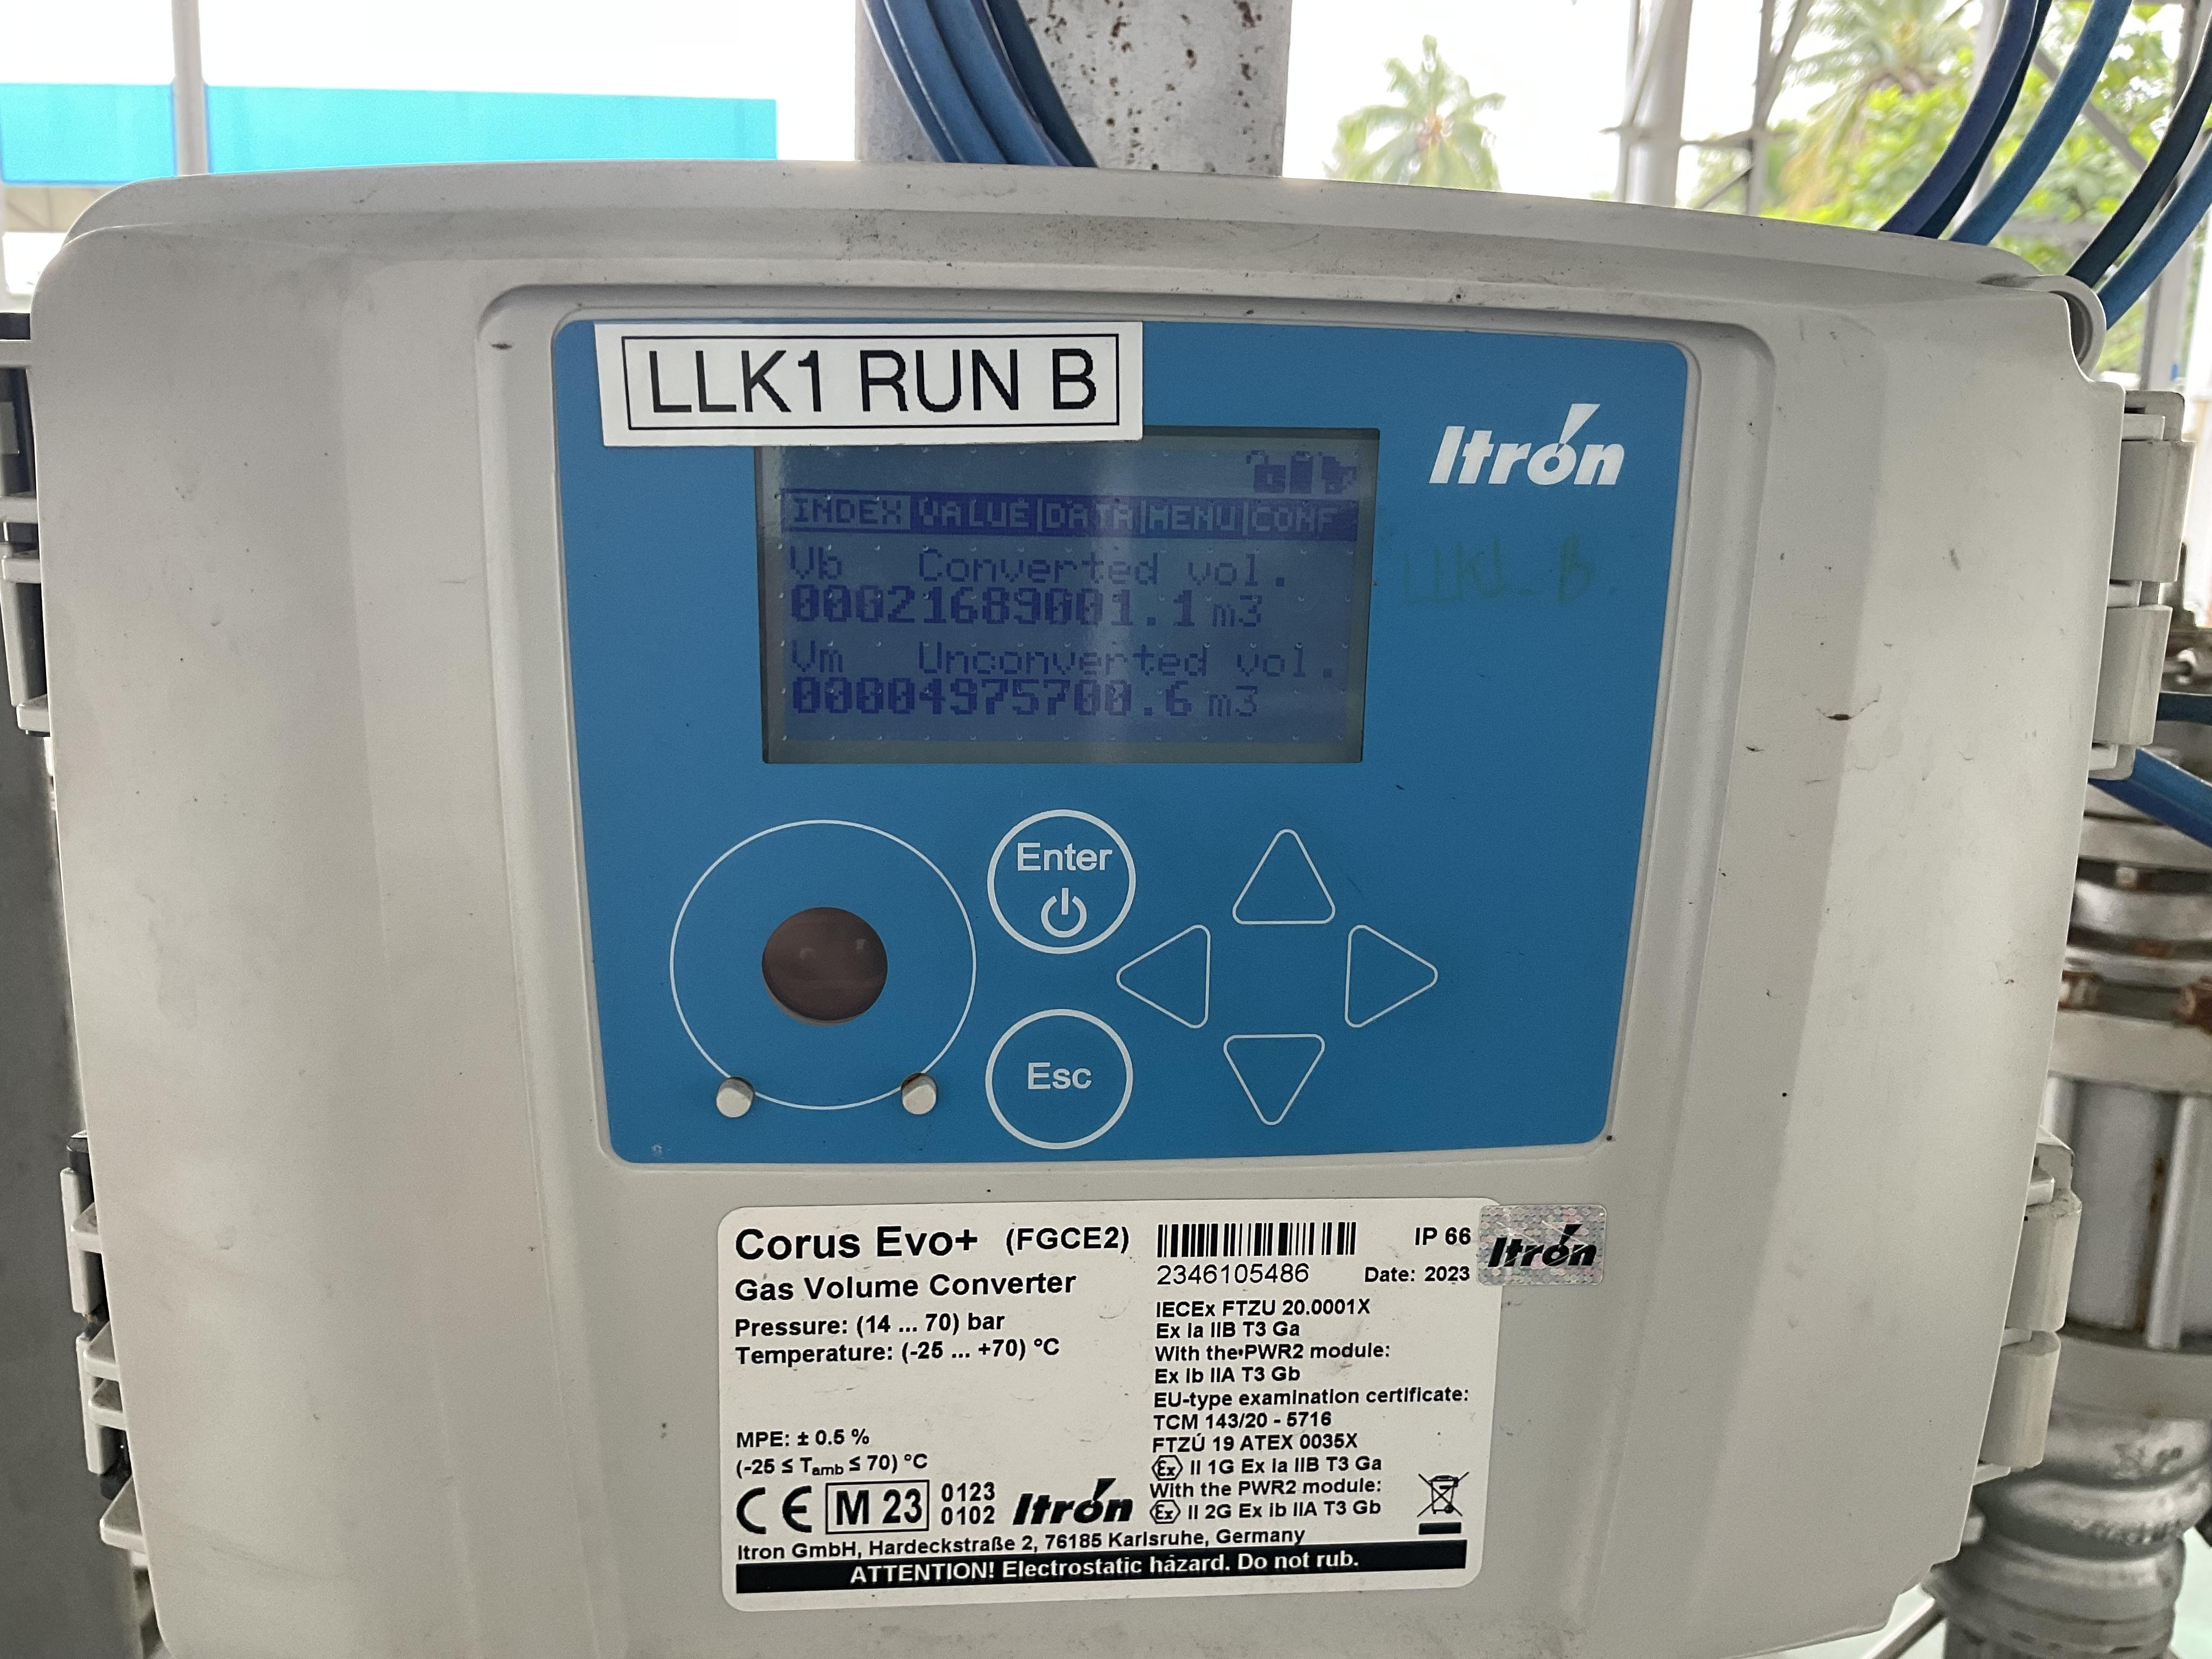 LLK1 RUN B
Itrón
INDEX VALUE|DATA|MENU|CONF
Vb Converted vol.
00021689001.1 m3
Vm Unconverted vol.
00004975700.6 m3
LLK1 B
Enter
Esc
Corus Evo+ (FGCE2)
Gas Volume Converter
Pressure: (14 ... 70) bar
Temperature: (-25 ... +70) °C
MPE: ± 0.5 %
(-25 ≤ Tamb ≤ 70) °C
CE M 23 0123
0102 Itrón
2346105486
IP 66
Date: 2023
Itrón
IECEx FTZU 20.0001X
Ex Ia IIB T3 Ga
With the PWR2 module:
Ex Ib IIA T3 Gb
EU-type examination certificate:
TCM 143/20 - 5716
FTZÚ 19 ATEX 0035X
Ex II 1G Ex Ia IIB T3 Ga
With the PWR2 module:
Ex II 2G Ex Ib IIA T3 Gb
Itron GmbH, Hardeckstraße 2, 76185 Karlsruhe, Germany
ATTENTION! Electrostatic hazard. Do not rub.